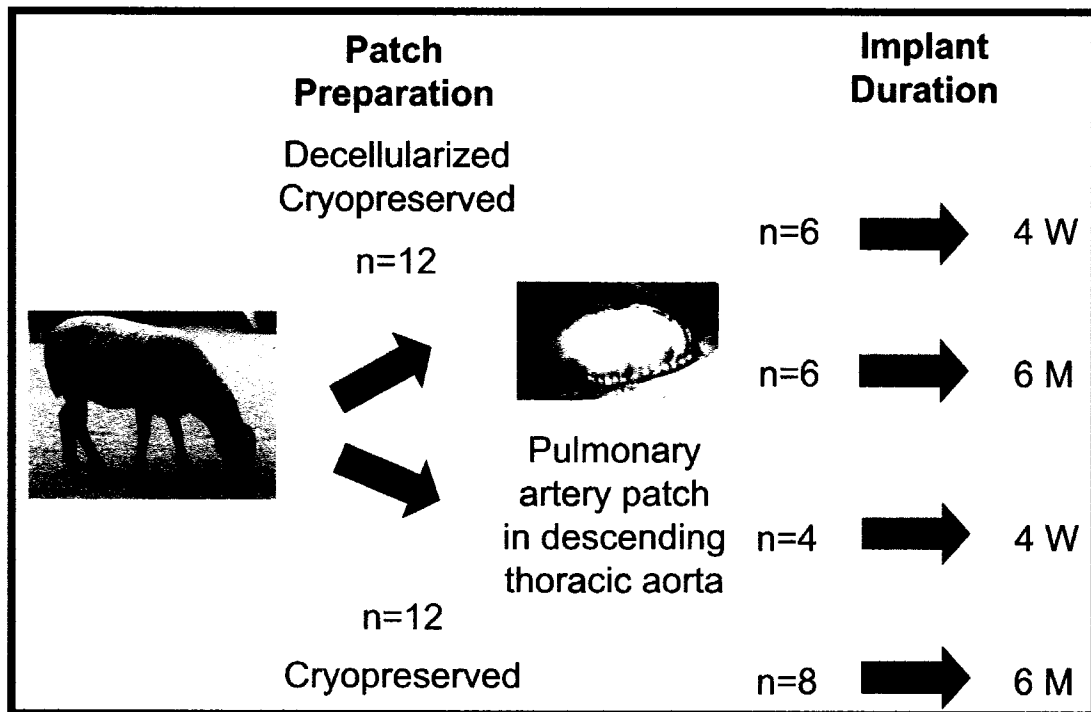 Patch
Preparation
Implant
Duration
Decellularized
Cryopreserved
n=12
n=6 4 W
n=6 6 M
Pulmonary
artery patch
in descending
thoracic aorta
n=4 4 W
n=12
Cryopreserved
n=8 6 M